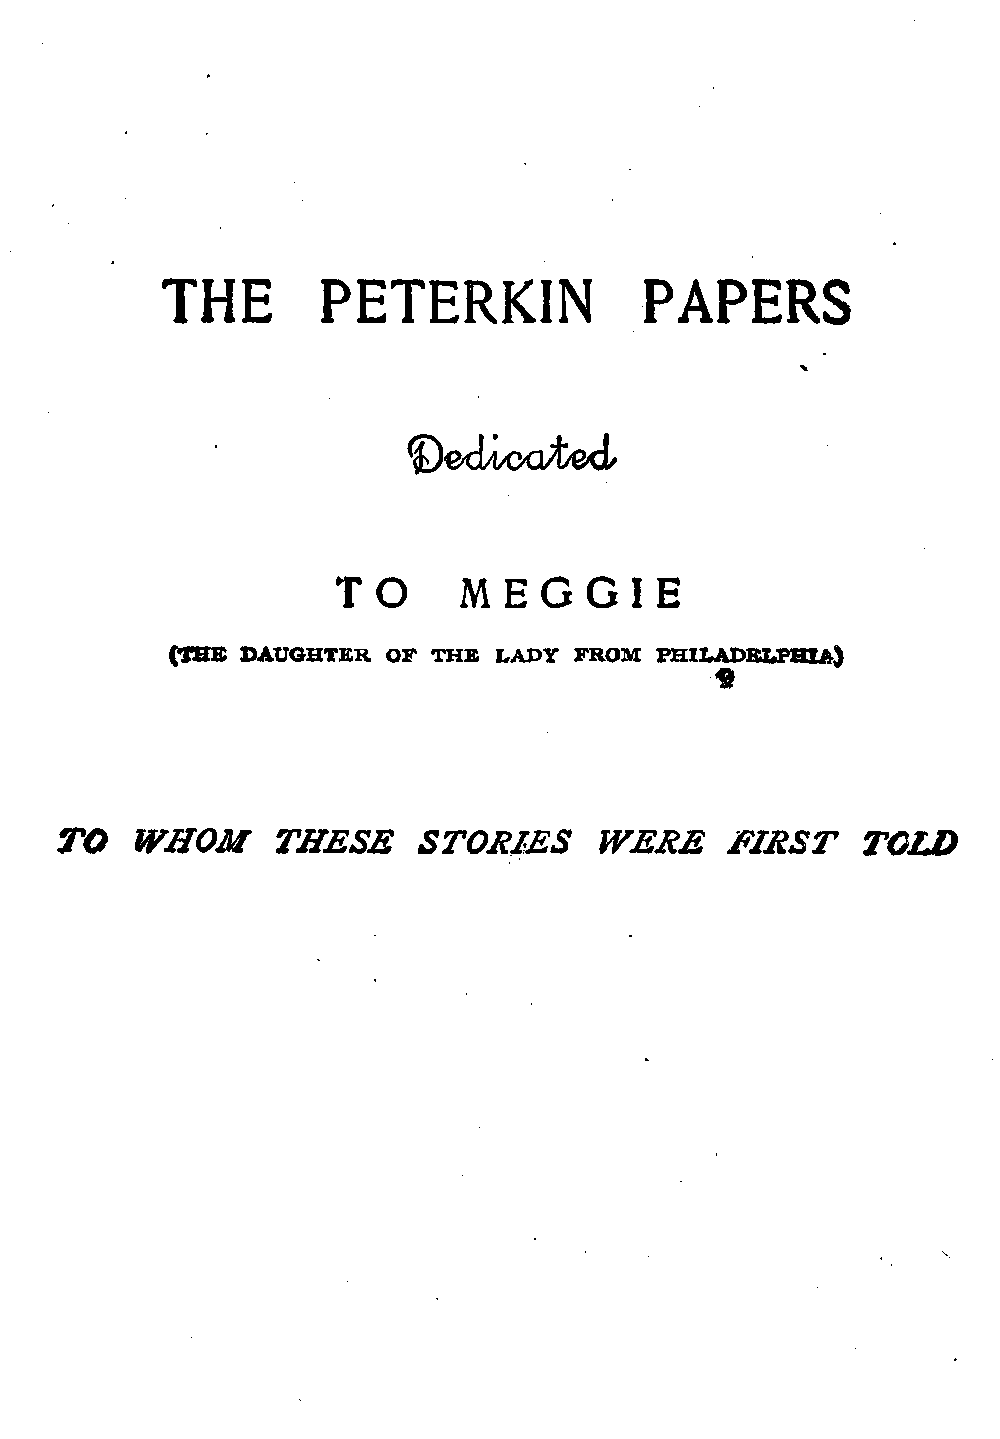 THE PETERKIN PAPERS
Dedicated
TO MEGGIE
(THE DAUGHTER OF THE LADY FROM PHILADELPHIA)
TO WHOM THESE STORIES WERE FIRST TOLD